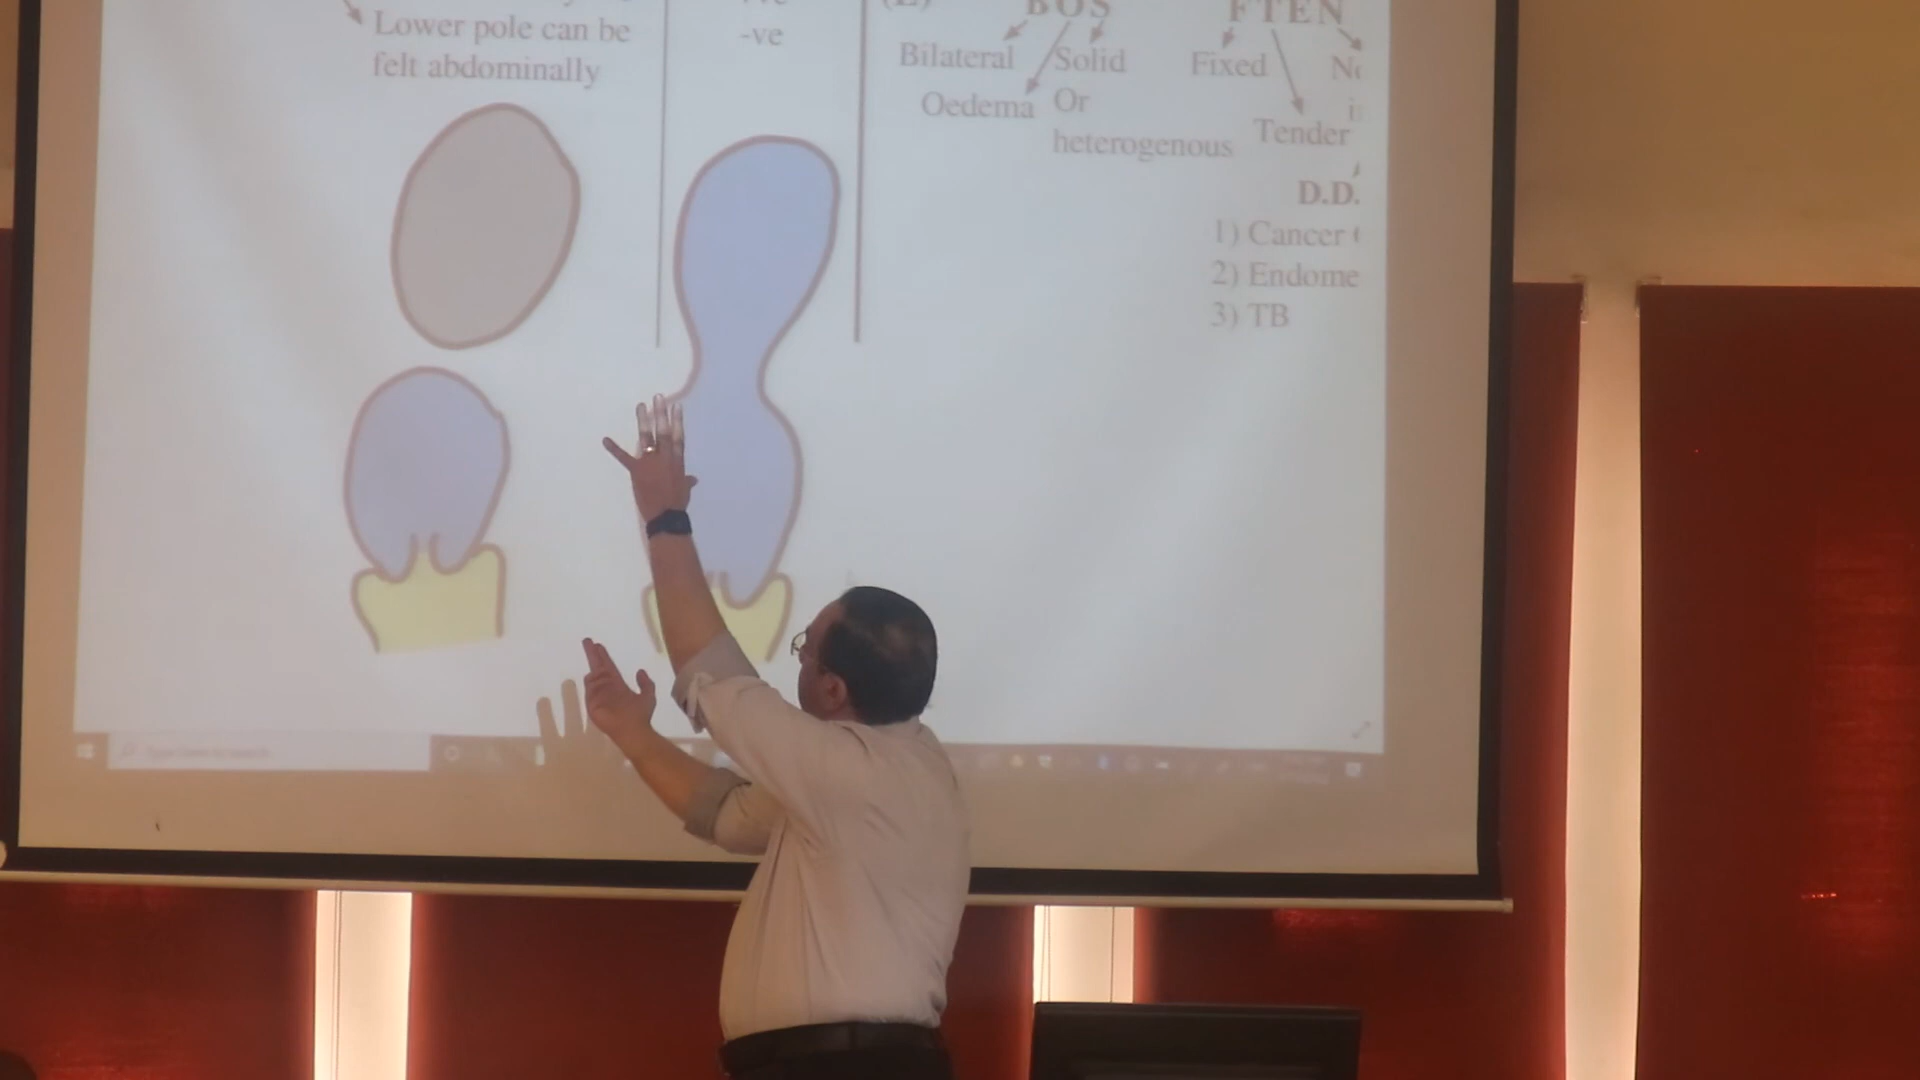 Lower pole can be
felt abdominally
-ve
BOS
Bilateral
Solid
Oedema
Or
heterogenous
FTEN
Fixed
Tender
D.D.
1) Cancer
2) Endome
3) TB